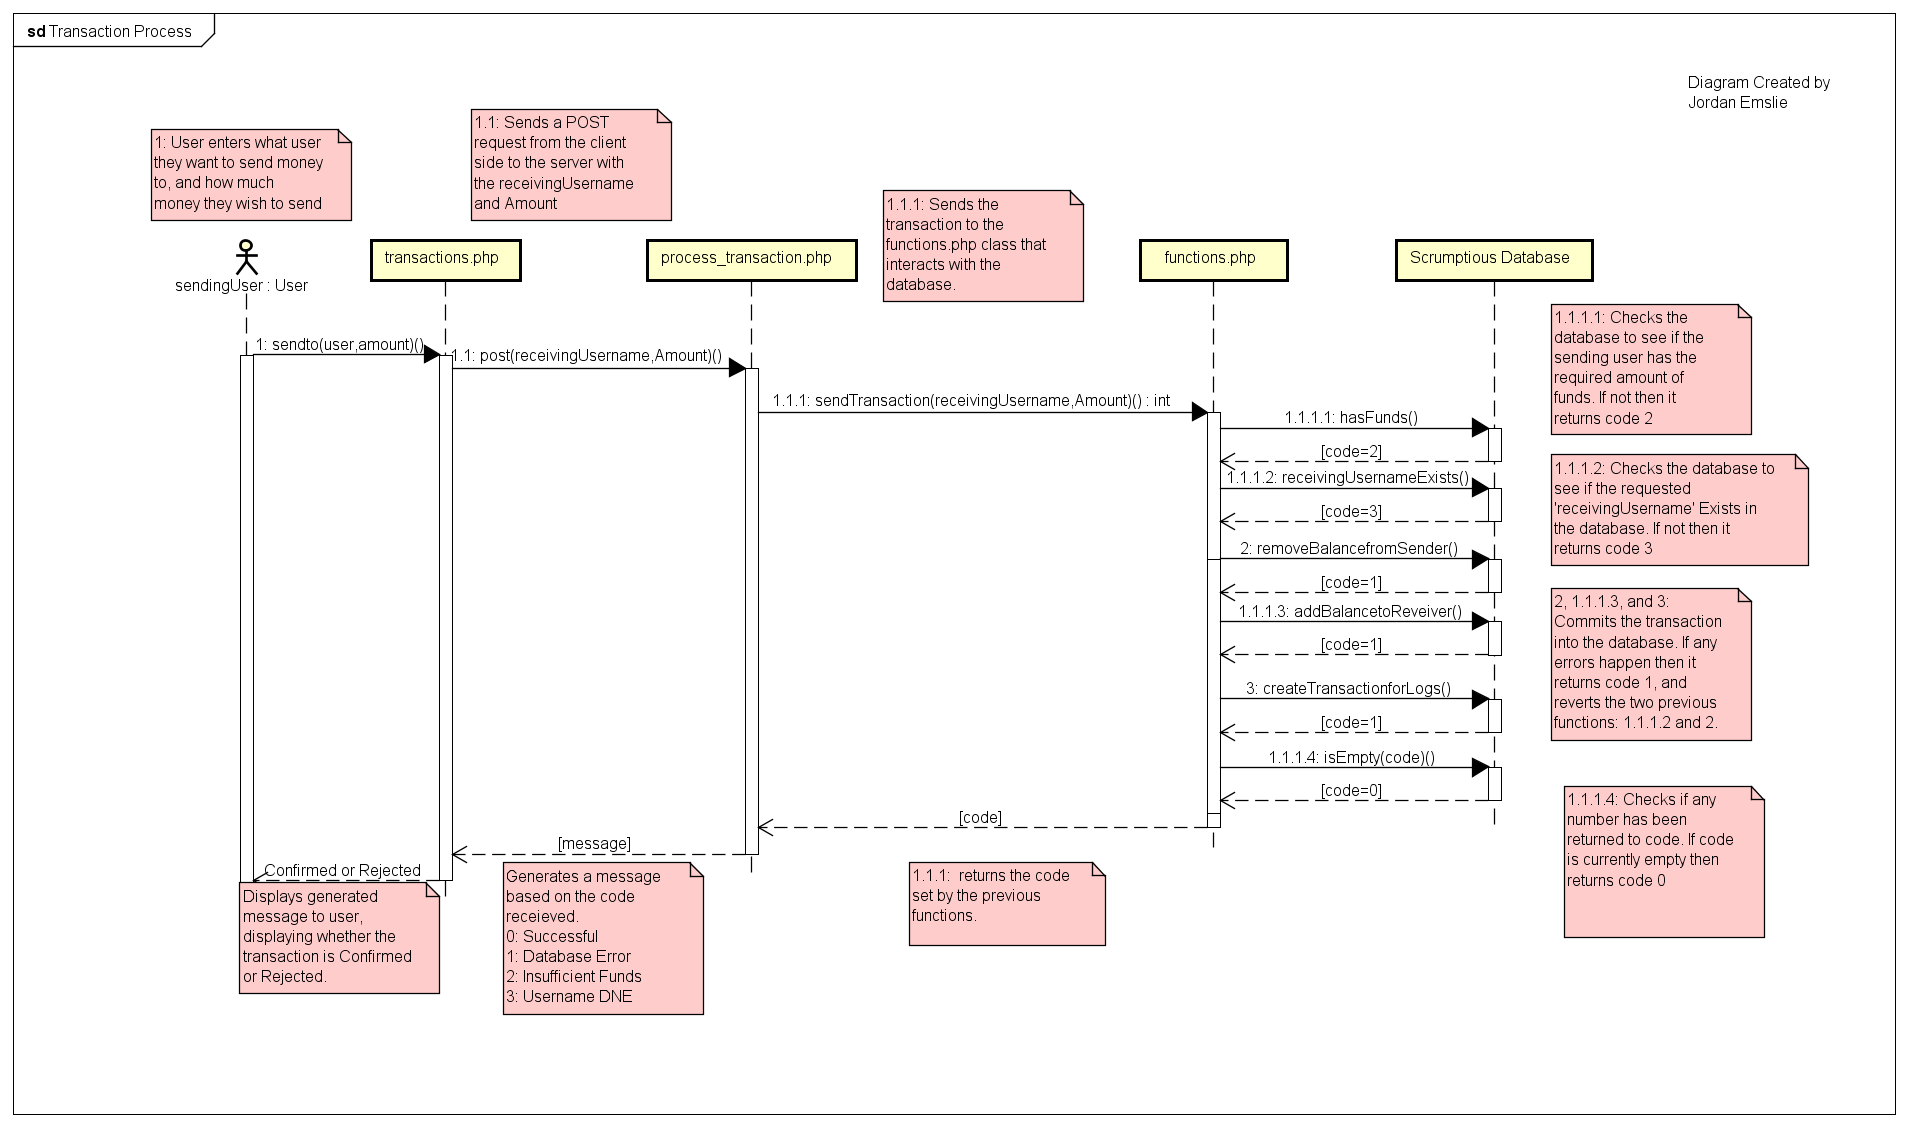 sd Transaction Process
Diagram Created by
Jordan Emslie
1: User enters what user
they want to send money
to, and how much
money they wish to send
1.1: Sends a POST
request from the client
side to the server with
the receivingUsername
and Amount
1.1.1: Sends the
transaction to the
functions.php class that
interacts with the
database.
sendingUser : User
transactions.php
process_transaction.php
functions.php
Scrumptious Database
1: sendto(user,amount)()
1.1: post(receivingUsername,Amount)()
1.1.1: sendTransaction(receivingUsername,Amount)() : int
1.1.1.1: hasFunds()
[code=2]
1.1.1.2: receivingUsernameExists()
[code=3]
2: removeBalancefromSender()
[code=1]
1.1.1.3: addBalancetoReveiver()
[code=1]
3: createTransactionforLogs()
[code=1]
1.1.1.4: isEmpty(code)()
[code=0]
[code]
[message]
Confirmed or Rejected
1.1.1.1: Checks the
database to see if the
sending user has the
required amount of
funds. If not then it
returns code 2
1.1.1.2: Checks the database to
see if the requested
'receivingUsername' Exists in
the database. If not then it
returns code 3
2, 1.1.1.3, and 3:
Commits the transaction
into the database. If any
errors happen then it
returns code 1, and
reverts the two previous
functions: 1.1.1.2 and 2.
1.1.1.4: Checks if any
number has been
returned to code. If code
is currently empty then
returns code 0
Displays generated
message to user,
displaying whether the
transaction is Confirmed
or Rejected.
Generates a message
based on the code
receieved.
0: Successful
1: Database Error
2: Insufficient Funds
3: Username DNE
1.1.1: returns the code
set by the previous
functions.